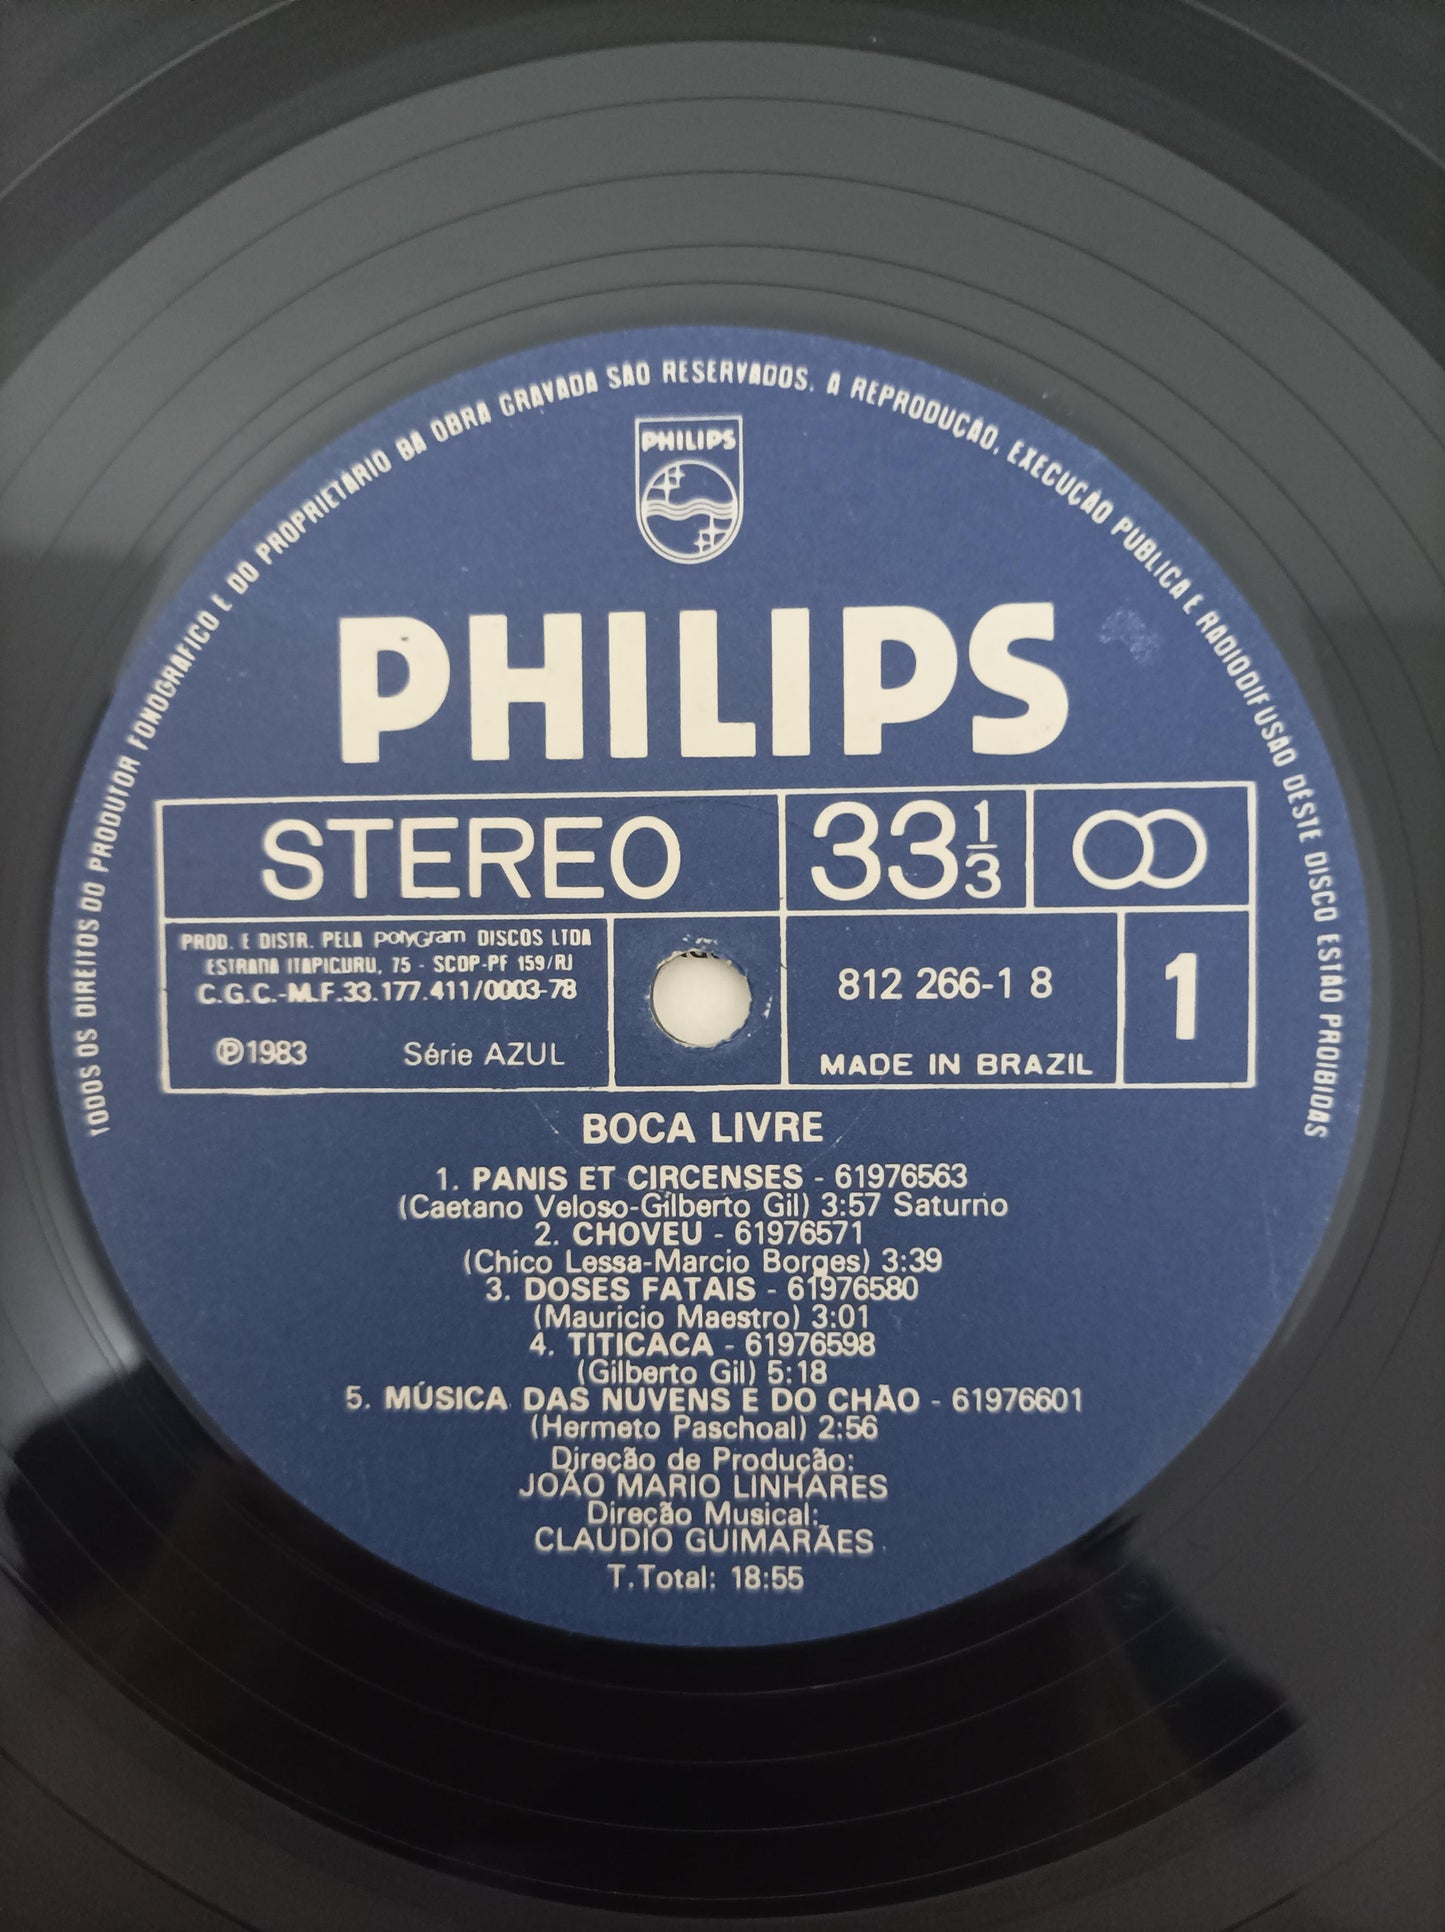 TODOS OS DIREITOS DO PRODUTOR FONOGRAFICO E DO PROPRIETARIO DA OBRA GRAVADA SAO RESERVADOS. A REPRODUÇAO, EXECUÇAO PUBLICA E RADIODIFUSAO DESTE DISCO ESTAO PROIBIDAS
PHILIPS
PHILIPS
STEREO 33 1/3
PROD. E DISTR. PELA PolyGram DISCOS LTDA
ESTRADA ITAPICURU, 75 - SCDP-PF 159/RJ
C.G.C.-M.F.33.177.411/0003-78
℗1983 Série AZUL
812 266-1 8
MADE IN BRAZIL
1
BOCA LIVRE
1. PANIS ET CIRCENSES - 61976563
(Caetano Veloso-Gilberto Gil) 3:57 Saturno
2. CHOVEU - 61976571
(Chico Lessa-Marcio Borges) 3:39
3. DOSES FATAIS - 61976580
(Mauricio Maestro) 3:01
4. TITICACA - 61976598
(Gilberto Gil) 5:18
5. MÚSICA DAS NUVENS E DO CHÃO - 61976601
(Hermeto Paschoal) 2:56
Direção de Produção:
JOÃO MARIO LINHARES
Direção Musical:
CLAUDIO GUIMARÃES
T.Total: 18:55